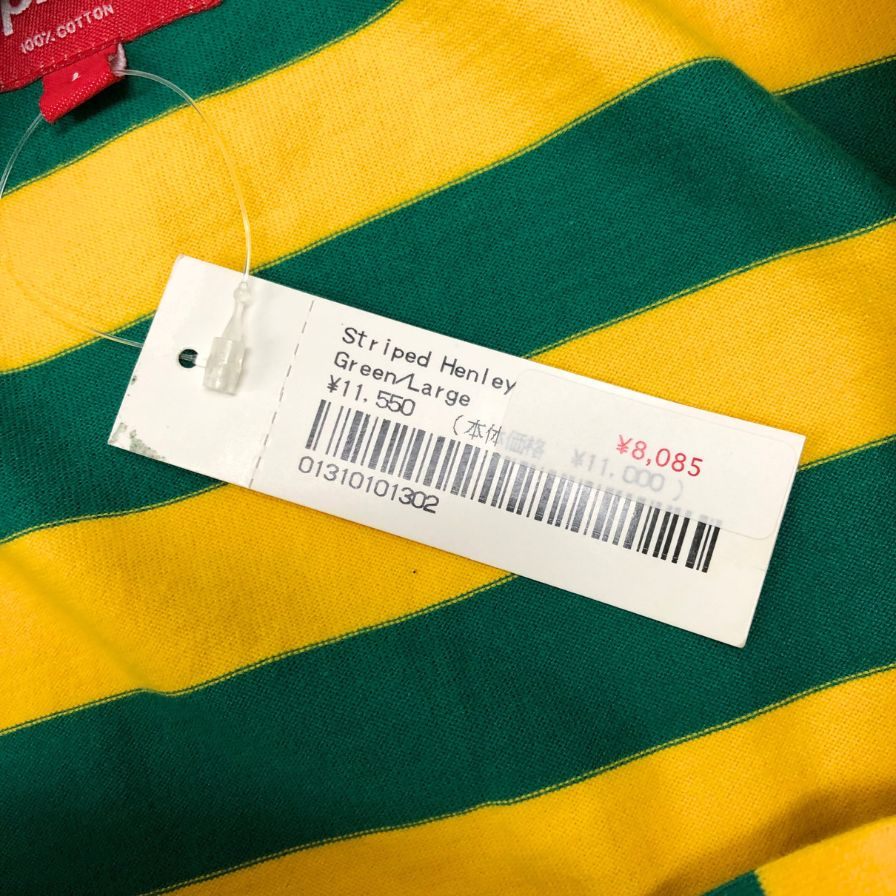 100% COTTON
L
Striped Henley
Green/Large
¥11,550
(本体価格 ¥11,000)
¥8,085
01310101302